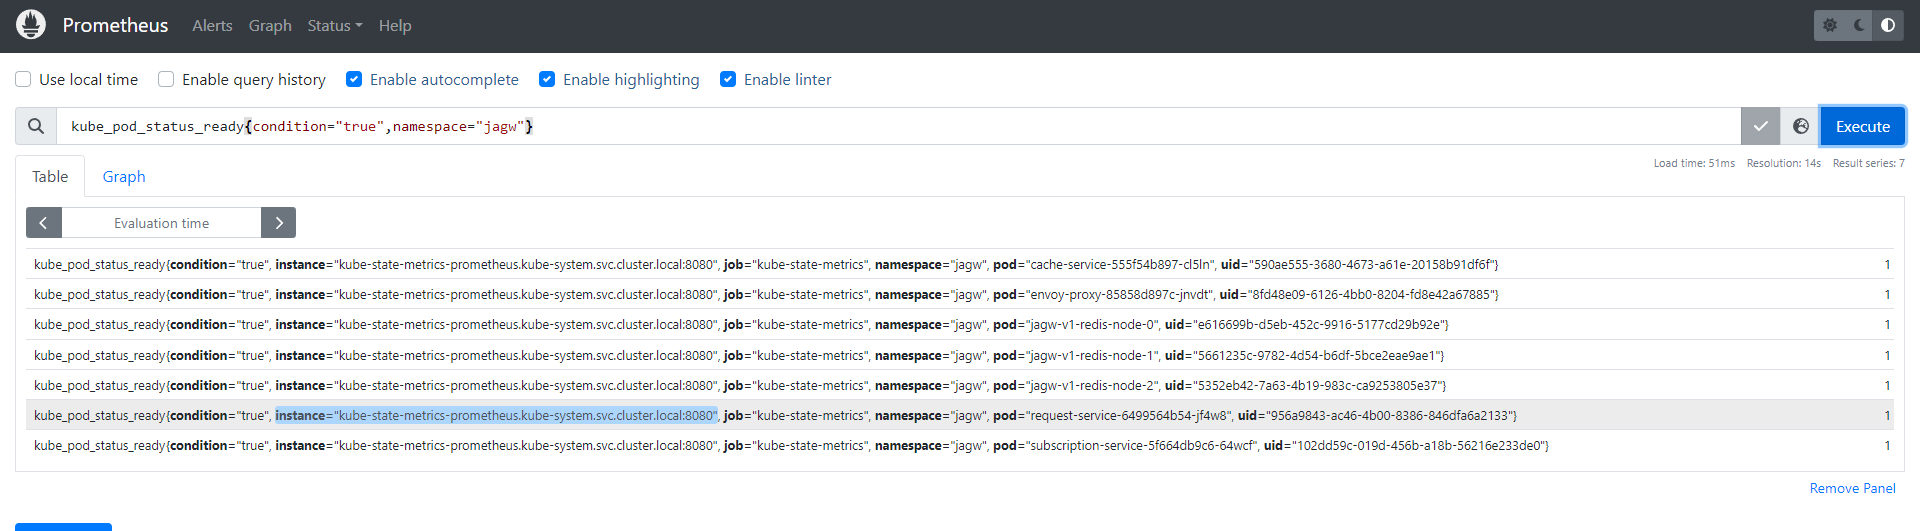 Prometheus Alerts Graph Status Help
Use local time Enable query history Enable autocomplete Enable highlighting Enable linter
kube_pod_status_ready{condition="true",namespace="jagw"} Execute
Load time: 51ms Resolution: 14s Result series: 7
Table Graph
Evaluation time
kube_pod_status_ready{condition="true", instance="kube-state-metrics-prometheus.kube-system.svc.cluster.local:8080", job="kube-state-metrics", namespace="jagw", pod="cache-service-555f54b897-cl5ln", uid="590ae555-3680-4673-a61e-20158b91df6f"} 1
kube_pod_status_ready{condition="true", instance="kube-state-metrics-prometheus.kube-system.svc.cluster.local:8080", job="kube-state-metrics", namespace="jagw", pod="envoy-proxy-85858d897c-jnvdt", uid="8fd48e09-6126-4bb0-8204-fd8e42a67885"} 1
kube_pod_status_ready{condition="true", instance="kube-state-metrics-prometheus.kube-system.svc.cluster.local:8080", job="kube-state-metrics", namespace="jagw", pod="jagw-v1-redis-node-0", uid="e616699b-d5eb-452c-9916-5177cd29b92e"} 1
kube_pod_status_ready{condition="true", instance="kube-state-metrics-prometheus.kube-system.svc.cluster.local:8080", job="kube-state-metrics", namespace="jagw", pod="jagw-v1-redis-node-1", uid="5661235c-9782-4d54-b6df-5bce2eae9ae1"} 1
kube_pod_status_ready{condition="true", instance="kube-state-metrics-prometheus.kube-system.svc.cluster.local:8080", job="kube-state-metrics", namespace="jagw", pod="jagw-v1-redis-node-2", uid="5352eb42-7a63-4b19-983c-ca9253805e37"} 1
kube_pod_status_ready{condition="true", instance="kube-state-metrics-prometheus.kube-system.svc.cluster.local:8080", job="kube-state-metrics", namespace="jagw", pod="request-service-6499564b54-jf4w8", uid="956a9843-ac46-4b00-8386-846dfa6a2133"} 1
kube_pod_status_ready{condition="true", instance="kube-state-metrics-prometheus.kube-system.svc.cluster.local:8080", job="kube-state-metrics", namespace="jagw", pod="subscription-service-5f664db9c6-64wcf", uid="102dd59c-019d-456b-a18b-56216e233de0"} 1
Remove Panel